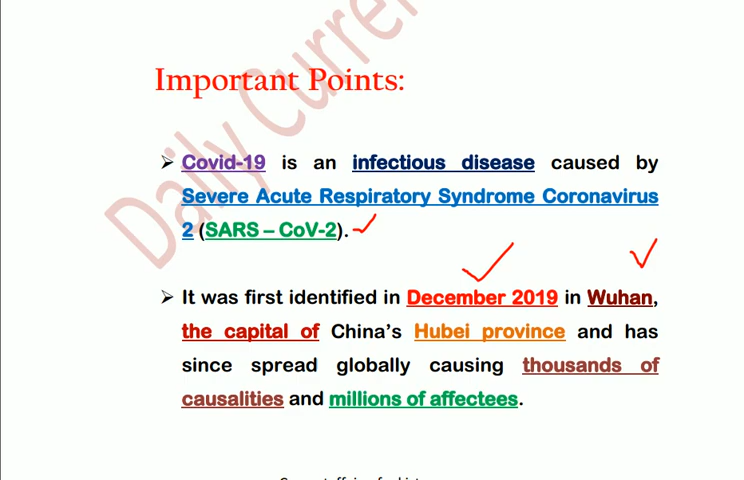 Important Points:
➢ Covid-19 is an infectious disease caused by
Severe Acute Respiratory Syndrome Coronavirus
2 (SARS – CoV-2).
➢ It was first identified in December 2019 in Wuhan,
the capital of China's Hubei province and has
since spread globally causing thousands of
causalities and millions of affectees.
Daily Curren